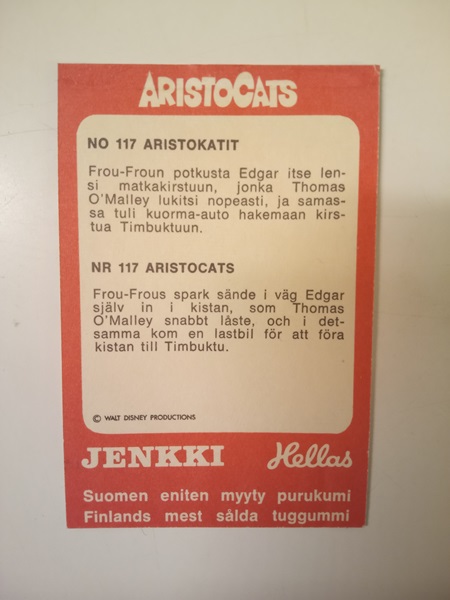 ARISTOCATS
NO 117 ARISTOKATIT
Frou-Froun potkusta Edgar itse len-
si matkakirstuun, jonka Thomas
O'Malley lukitsi nopeasti, ja samas-
sa tuli kuorma-auto hakemaan kirs-
tua Timbuktuun.
NR 117 ARISTOCATS
Frou-Frous spark sände i väg Edgar
själv in i kistan, som Thomas
O'Malley snabbt låste, och i det-
samma kom en lastbil för att föra
kistan till Timbuktu.
© WALT DISNEY PRODUCTIONS
JENKKI Hellas
Suomen eniten myyty purukumi
Finlands mest sålda tuggummi